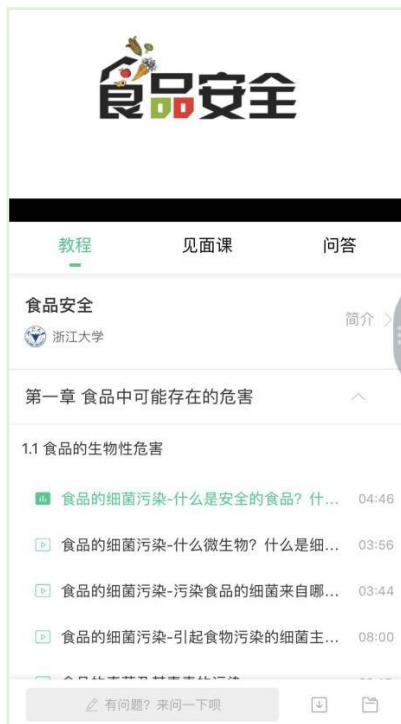 食品安全
教程 见面课 问答
食品安全
简介
浙江大学
第一章 食品中可能存在的危害
1.1 食品的生物性危害
食品的细菌污染-什么是安全的食品？什... 04:46
食品的细菌污染-什么微生物？什么是细... 03:56
食品的细菌污染-污染食品的细菌来自哪... 03:44
食品的细菌污染-引起食物污染的细菌主... 08:00
有问题？来问一下呗